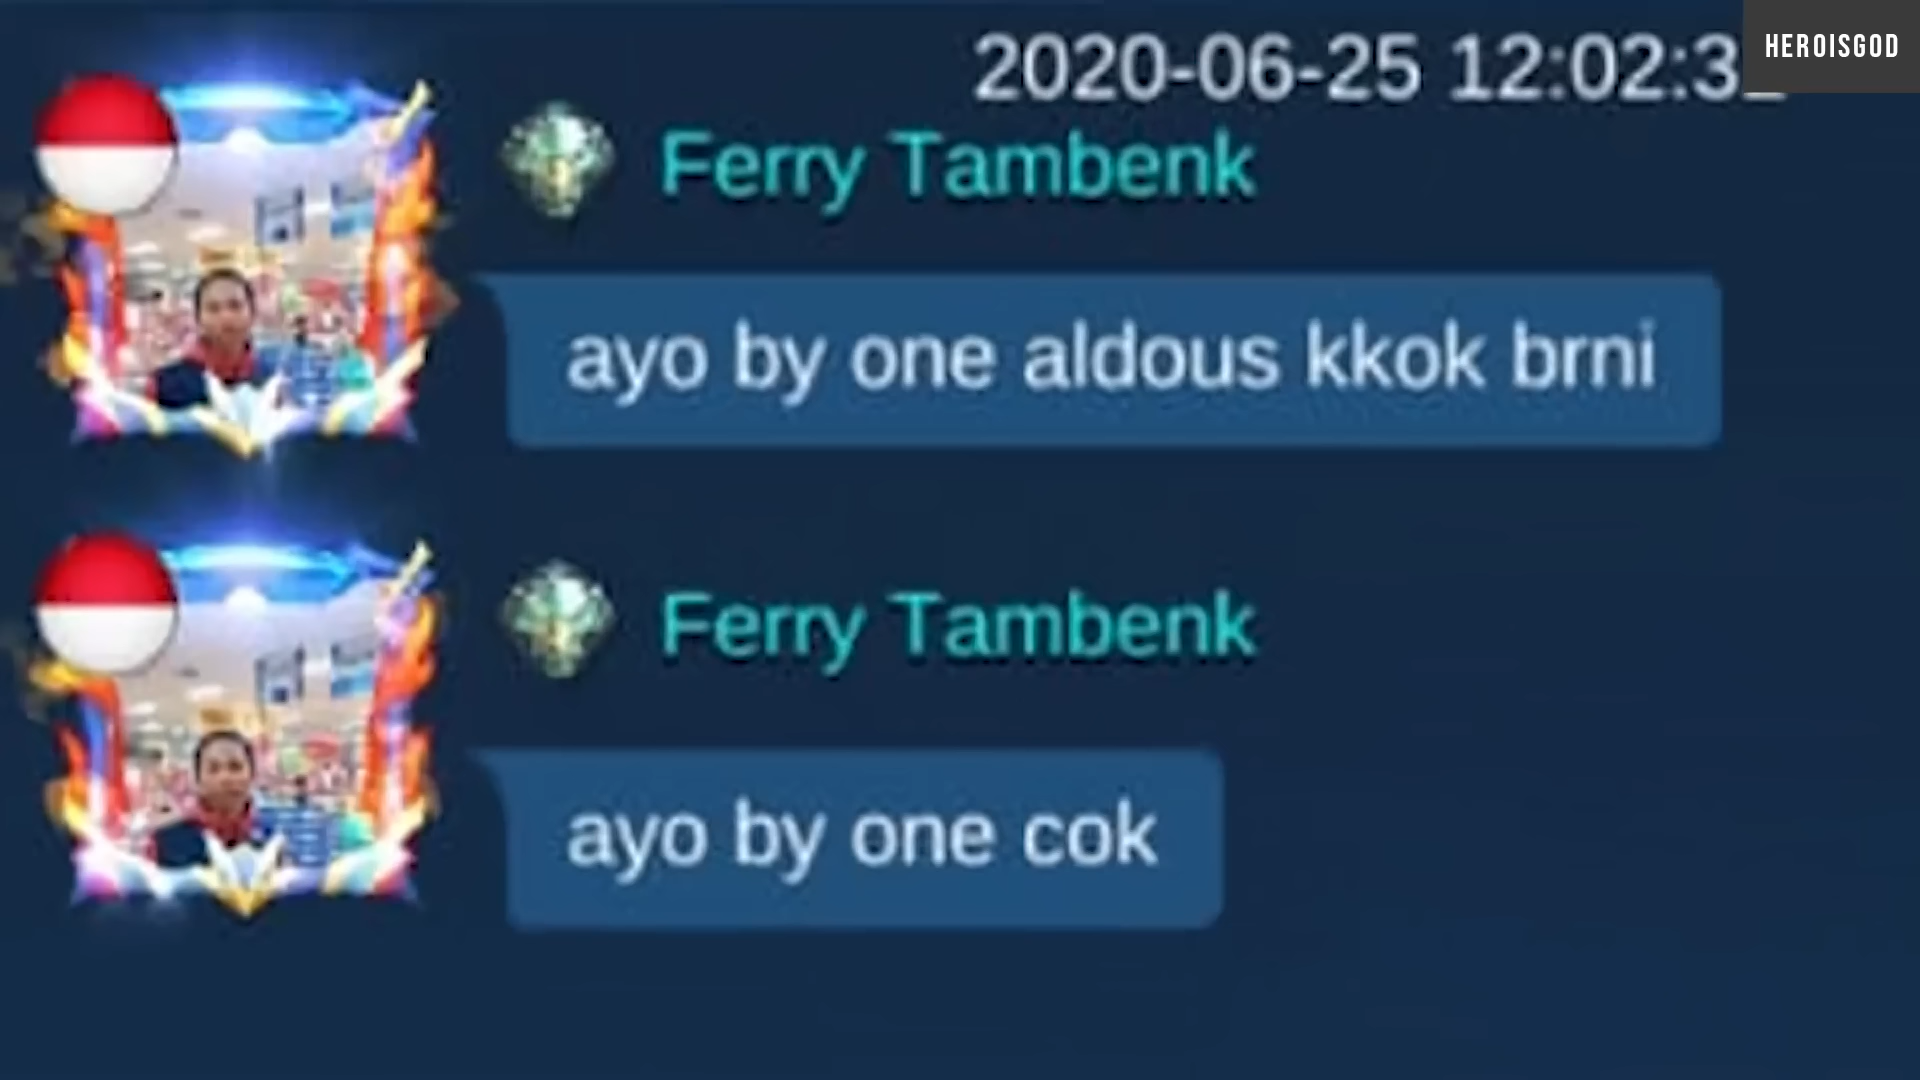 2020-06-25 12:02:3
HEROISGOD
Ferry Tambenk
ayo by one aldous kkok brni
Ferry Tambenk
ayo by one cok